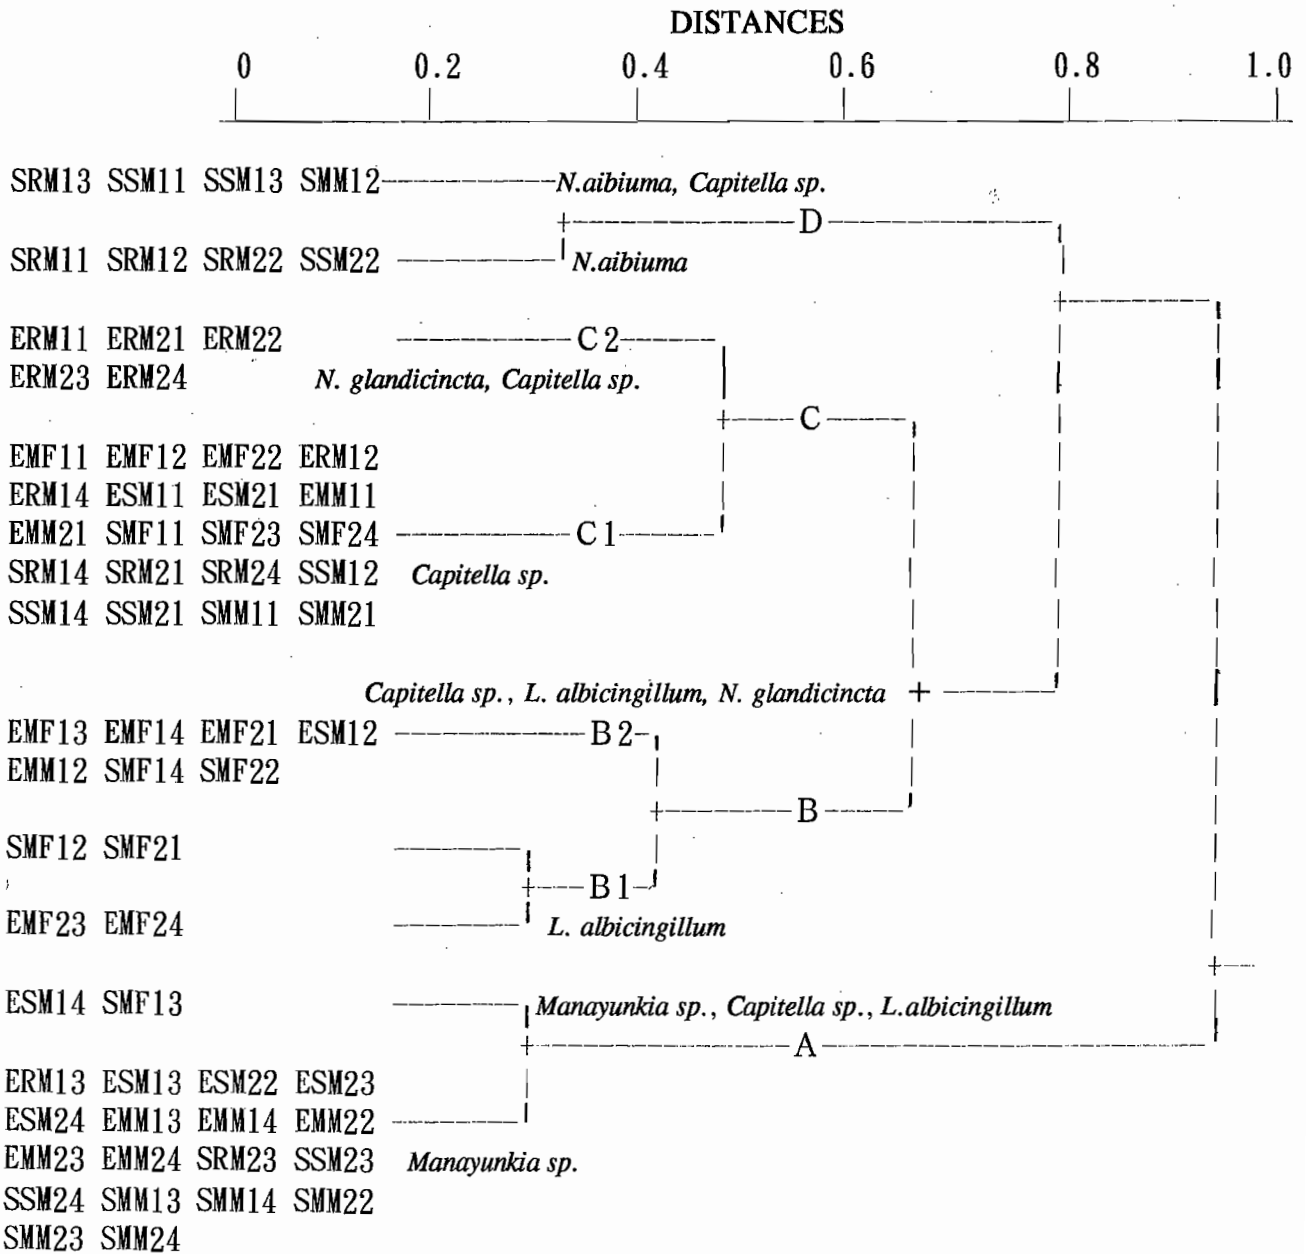 DISTANCES
0 0.2 0.4 0.6 0.8 1.0
SRM13 SSM11 SSM13 SMM12 N.aibiuma, Capitella sp.
D
SRM11 SRM12 SRM22 SSM22 N.aibiuma
ERM11 ERM21 ERM22 C2
ERM23 ERM24 N. glandicincta, Capitella sp.
C
EMF11 EMF12 EMF22 ERM12
ERM14 ESM11 ESM21 EMM11
EMM21 SMF11 SMF23 SMF24 C1
SRM14 SRM21 SRM24 SSM12 Capitella sp.
SSM14 SSM21 SMM11 SMM21
Capitella sp., L. albicingillum, N. glandicincta
EMF13 EMF14 EMF21 ESM12 B2
EMM12 SMF14 SMF22
B
SMF12 SMF21
B1
EMF23 EMF24 L. albicingillum
ESM14 SMF13 Manayunkia sp., Capitella sp., L.albicingillum
A
ERM13 ESM13 ESM22 ESM23
ESM24 EMM13 EMM14 EMM22
EMM23 EMM24 SRM23 SSM23 Manayunkia sp.
SSM24 SMM13 SMM14 SMM22
SMM23 SMM24